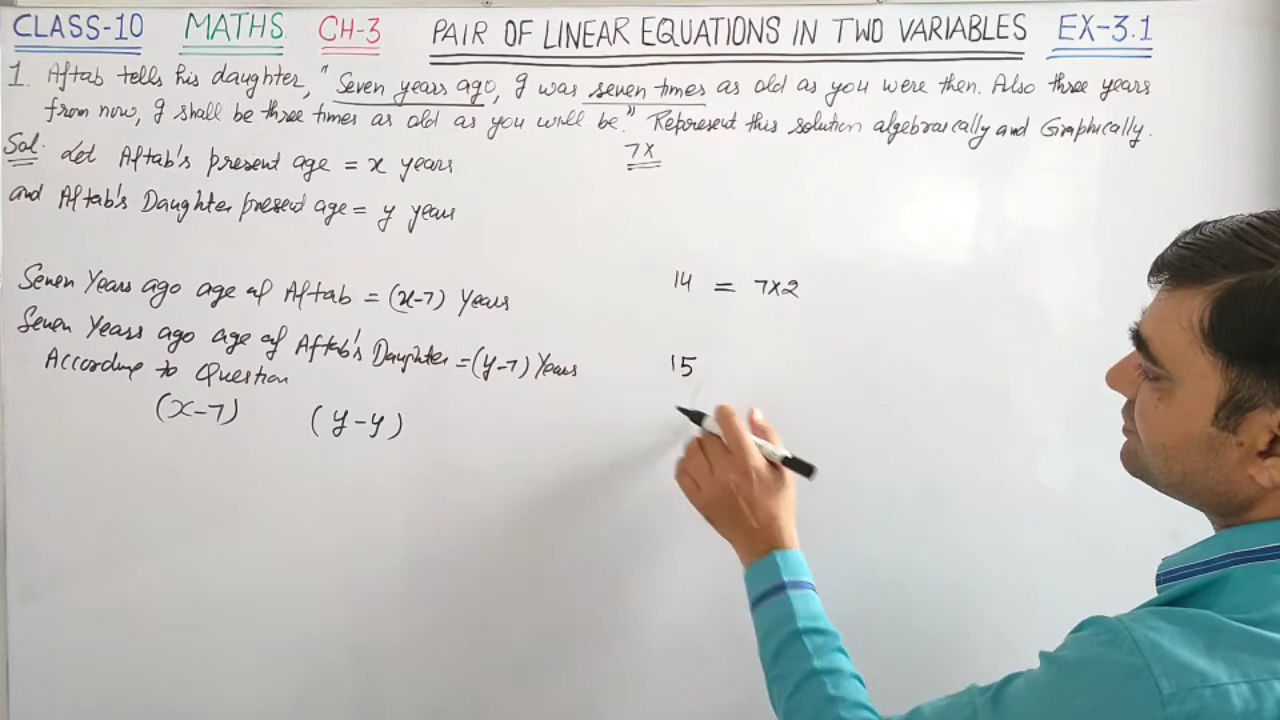 CLASS-10 MATHS CH-3 PAIR OF LINEAR EQUATIONS IN TWO VARIABLES EX-3.1
1. Aftab tells his daughter, "Seven years ago, I was seven times as old as you were then. Also three years
from now, I shall be three times as old as you will be." Represent this solution algebraically and Graphically.
Sol. Let Aftab's present age = x years
7X
and Aftab's Daughter present age = y years
Seven Years ago age of Aftab = (x-7) Years
14 = 7x2
Seven Years ago age of Aftab's Daughter = (y-7) Years
15
According to Question
(x-7) (y-y)